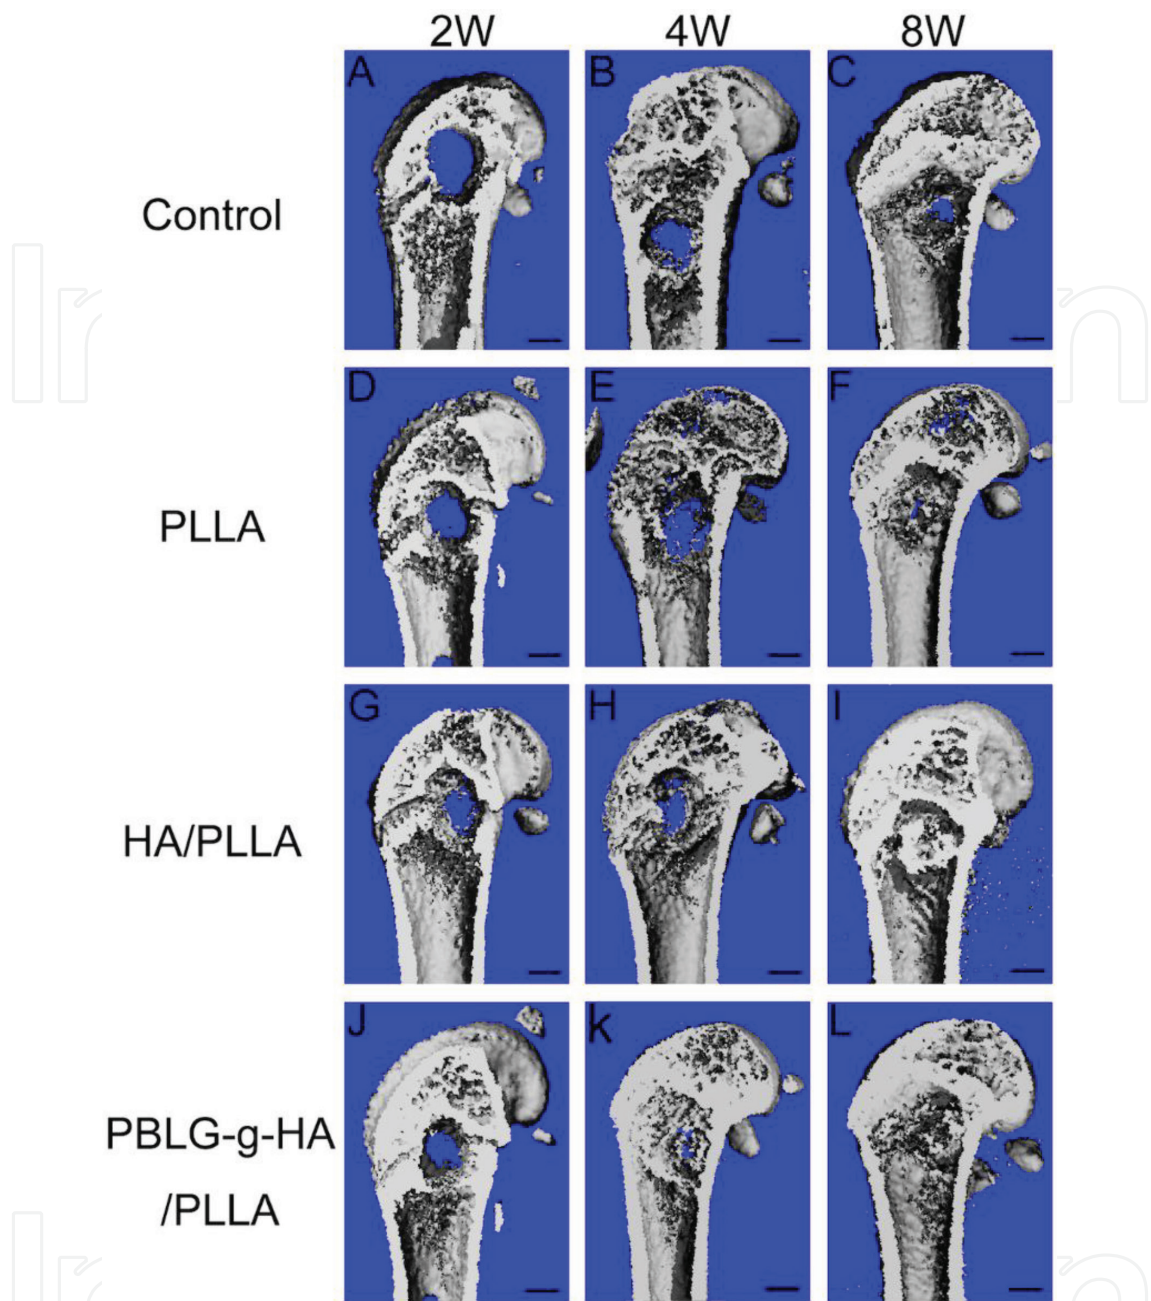 2W 4W 8W
A B C
Control
D E F
PLLA
G H I
HA/PLLA
J k L
PBLG-g-HA
/PLLA